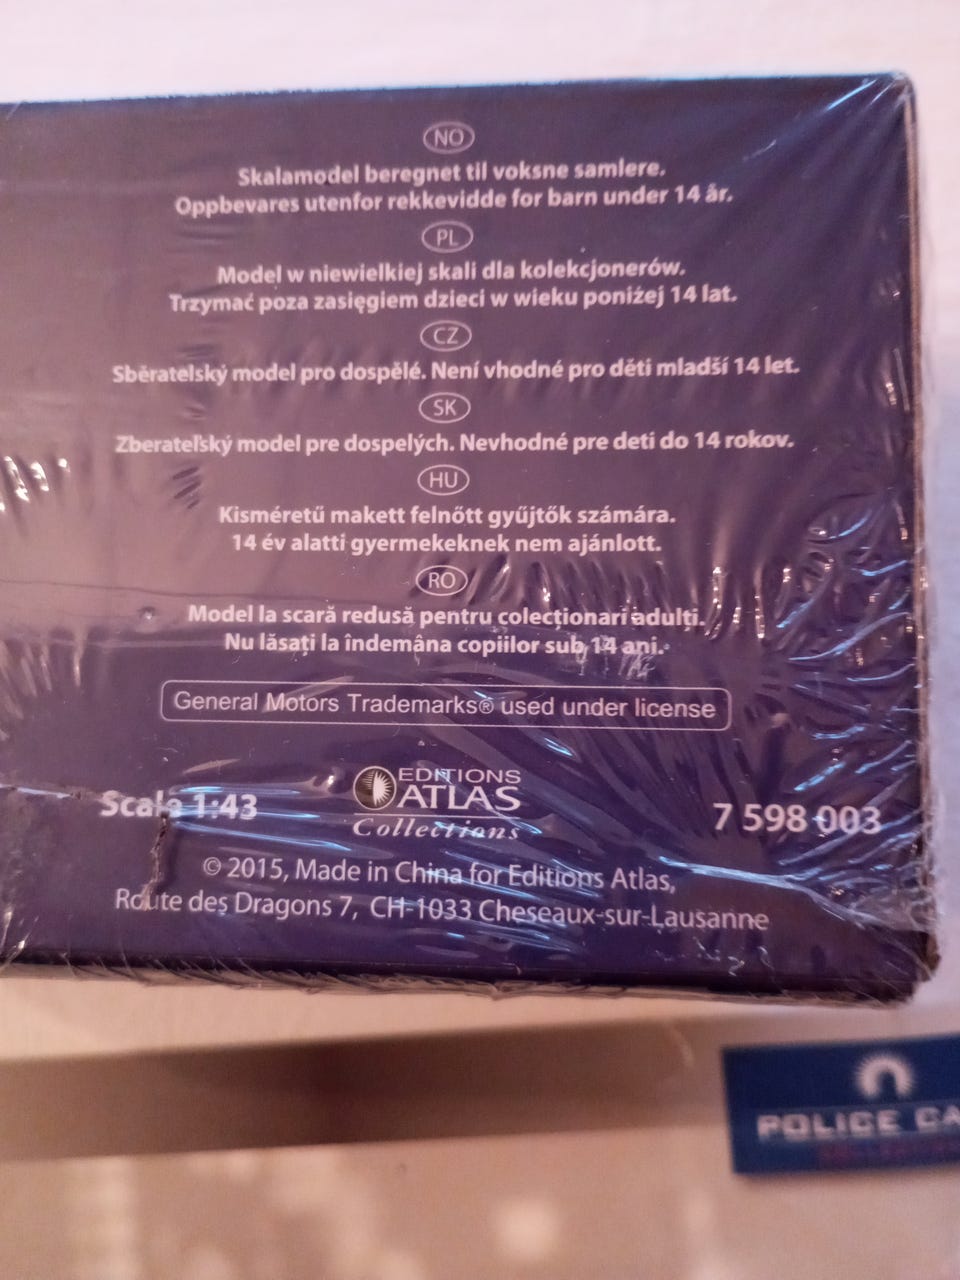 NO
Skalamodel beregnet til voksne samlere.
Oppbevares utenfor rekkevidde for barn under 14 år.
PL
Model w niewielkiej skali dla kolekcjonerów.
Trzymać poza zasięgiem dzieci w wieku poniżej 14 lat.
CZ
Sběratelský model pro dospělé. Není vhodné pro děti mladší 14 let.
SK
Zberateľský model pre dospelých. Nevhodné pre deti do 14 rokov.
HU
Kisméretű makett felnőtt gyűjtők számára.
14 év alatti gyermekeknek nem ajánlott.
RO
Model la scară redusă pentru colecționari adulți.
Nu lăsați la îndemâna copiilor sub 14 ani.
General Motors Trademarks® used under license
EDITIONS
ATLAS
Collections
Scale 1:43
7 598 003
© 2015, Made in China for Editions Atlas,
Route des Dragons 7, CH-1033 Cheseaux-sur-Lausanne
POLICE CA